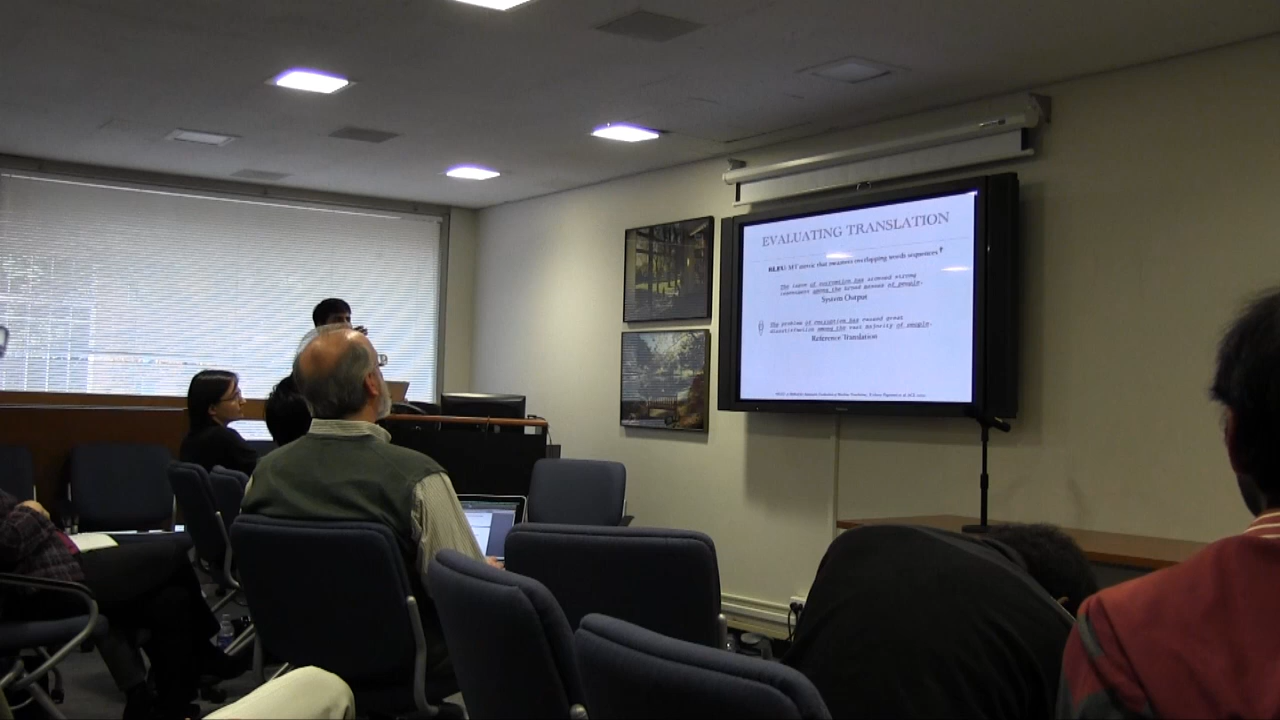 EVALUATING TRANSLATION
BLEU: MT metric that measures overlapping words sequences†
The curse of corruption has aroused strong
among the broad masses of people.
System Output
The problem of corruption has caused great
dissatisfaction among the vast majority of people.
Reference Translation